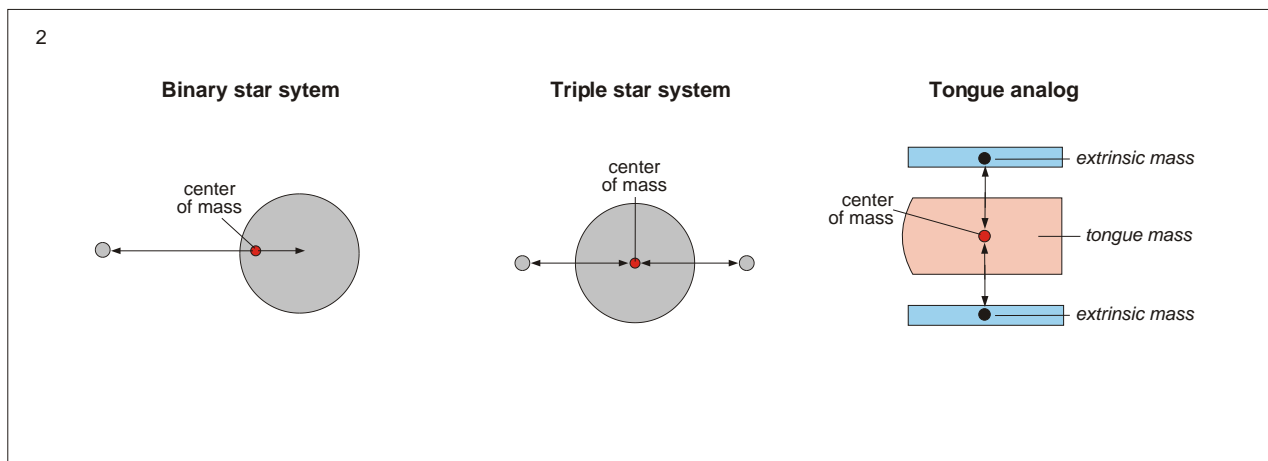 2
Binary star sytem
Triple star system
Tongue analog
center
of mass
center
of mass
extrinsic mass
center
of mass
tongue mass
extrinsic mass